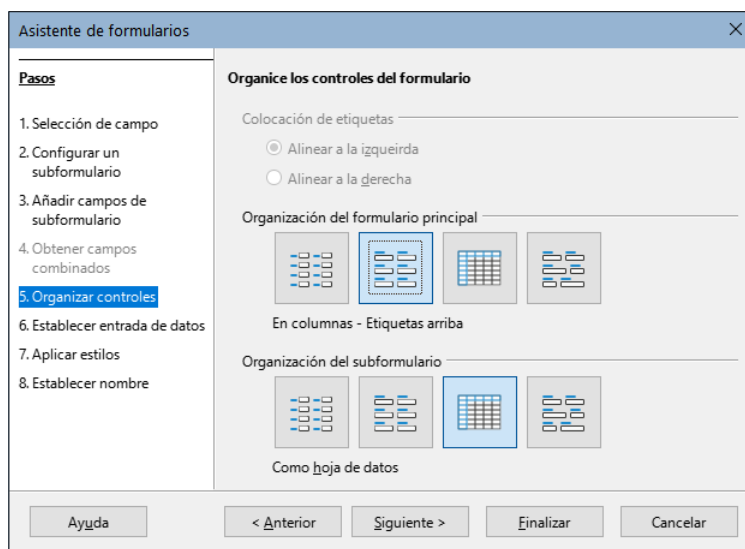 Asistente de formularios
Pasos
1. Selección de campo
2. Configurar un
subformulario
3. Añadir campos de
subformulario
4. Obtener campos
combinados
5. Organizar controles
6. Establecer entrada de datos
7. Aplicar estilos
8. Establecer nombre
Organice los controles del formulario
Colocación de etiquetas
Alinear a la izqueirda
Alinear a la derecha
Organización del formulario principal
En columnas - Etiquetas arriba
Organización del subformulario
Como hoja de datos
Ayuda
< Anterior
Siguiente >
Finalizar
Cancelar